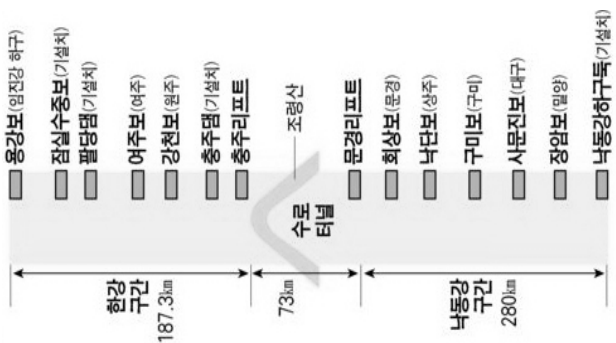 용강보(임진강 하구)
잠실수중보(기설치)
팔당댐(기설치)
여주보(여주)
강천보(원주)
충주댐(기설치)
충주리프트
조령산
문경리프트
회상보(문경)
낙단보(상주)
구미보(구미)
사문진보(대구)
장암보(밀양)
낙동강하구둑(기설치)
수로
터널
한강
구간
187.3㎞
73㎞
낙동강
구간
280㎞